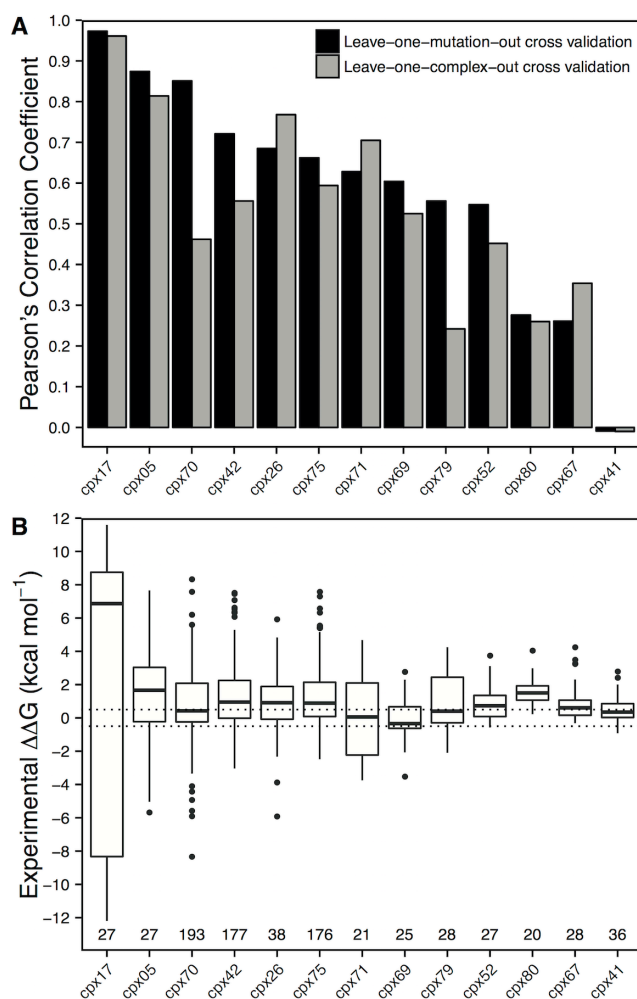 A
1.0
0.9
0.8
0.7
0.6
0.5
0.4
0.3
0.2
0.1
0.0
Pearson's Correlation Coefficient
Leave−one−mutation−out cross validation
Leave−one−complex−out cross validation
cpx17 cpx05 cpx70 cpx42 cpx26 cpx75 cpx71 cpx69 cpx79 cpx52 cpx80 cpx67 cpx41
B
12
10
8
6
4
2
0
−2
−4
−6
−8
−10
−12
Experimental ΔΔG (kcal mol⁻¹)
27 27 193 177 38 176 21 25 28 27 20 28 36
cpx17 cpx05 cpx70 cpx42 cpx26 cpx75 cpx71 cpx69 cpx79 cpx52 cpx80 cpx67 cpx41